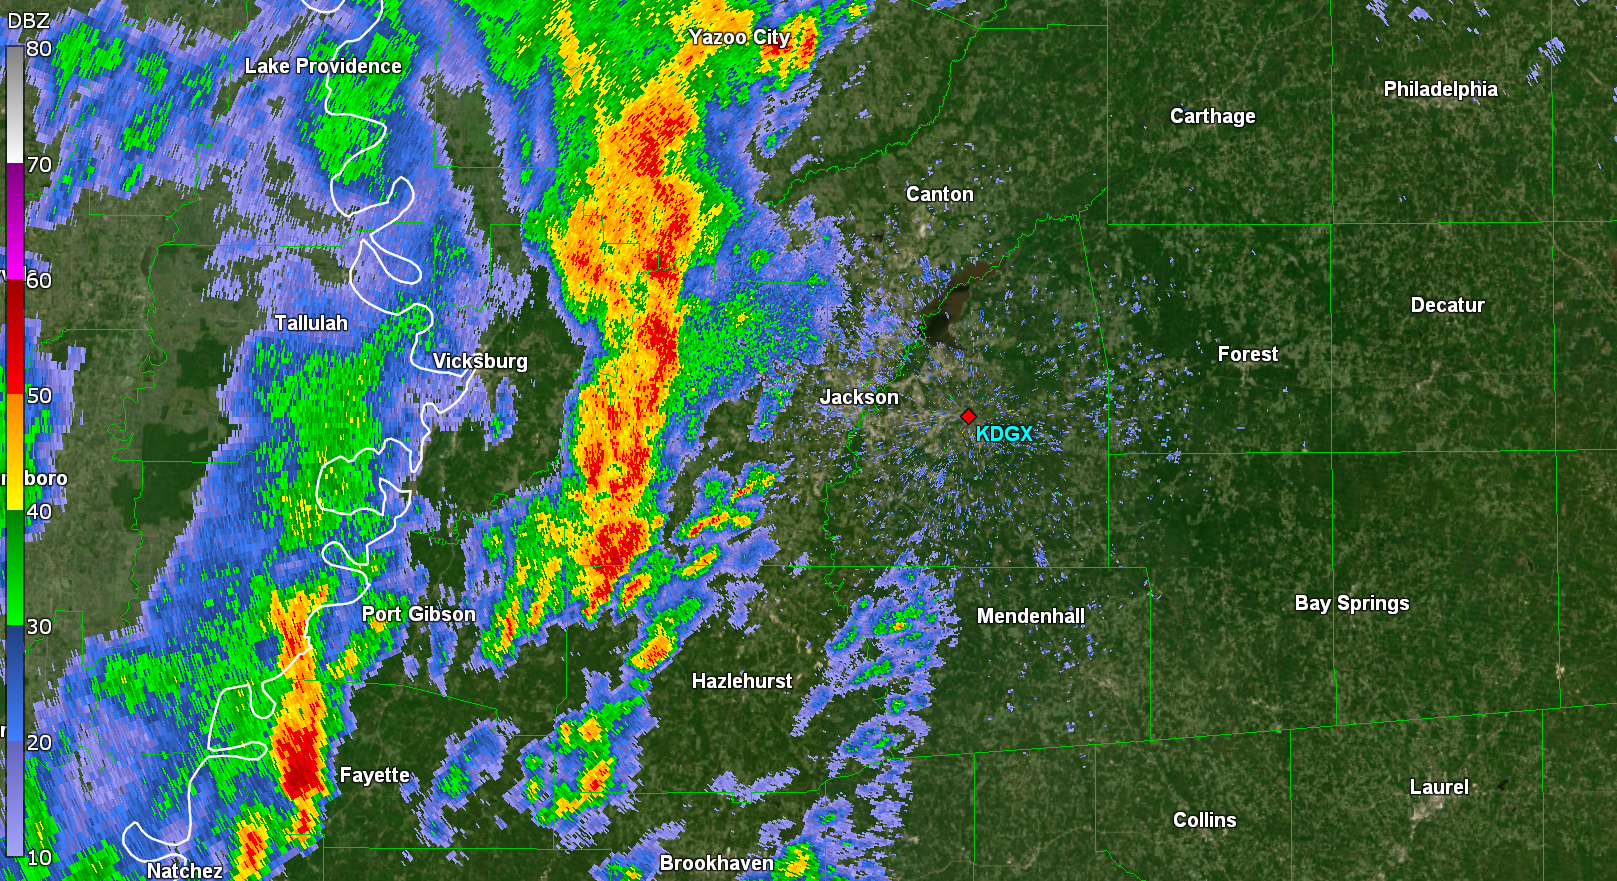 DBZ
80
Yazoo City
Lake Providence
Philadelphia
Carthage
70
Canton
60
Decatur
Tallulah
Forest
Vicksburg
50
Jackson
KDGX
boro
40
Bay Springs
Port Gibson
Mendenhall
30
Hazlehurst
20
Fayette
Laurel
Collins
10
Brookhaven
Natchez